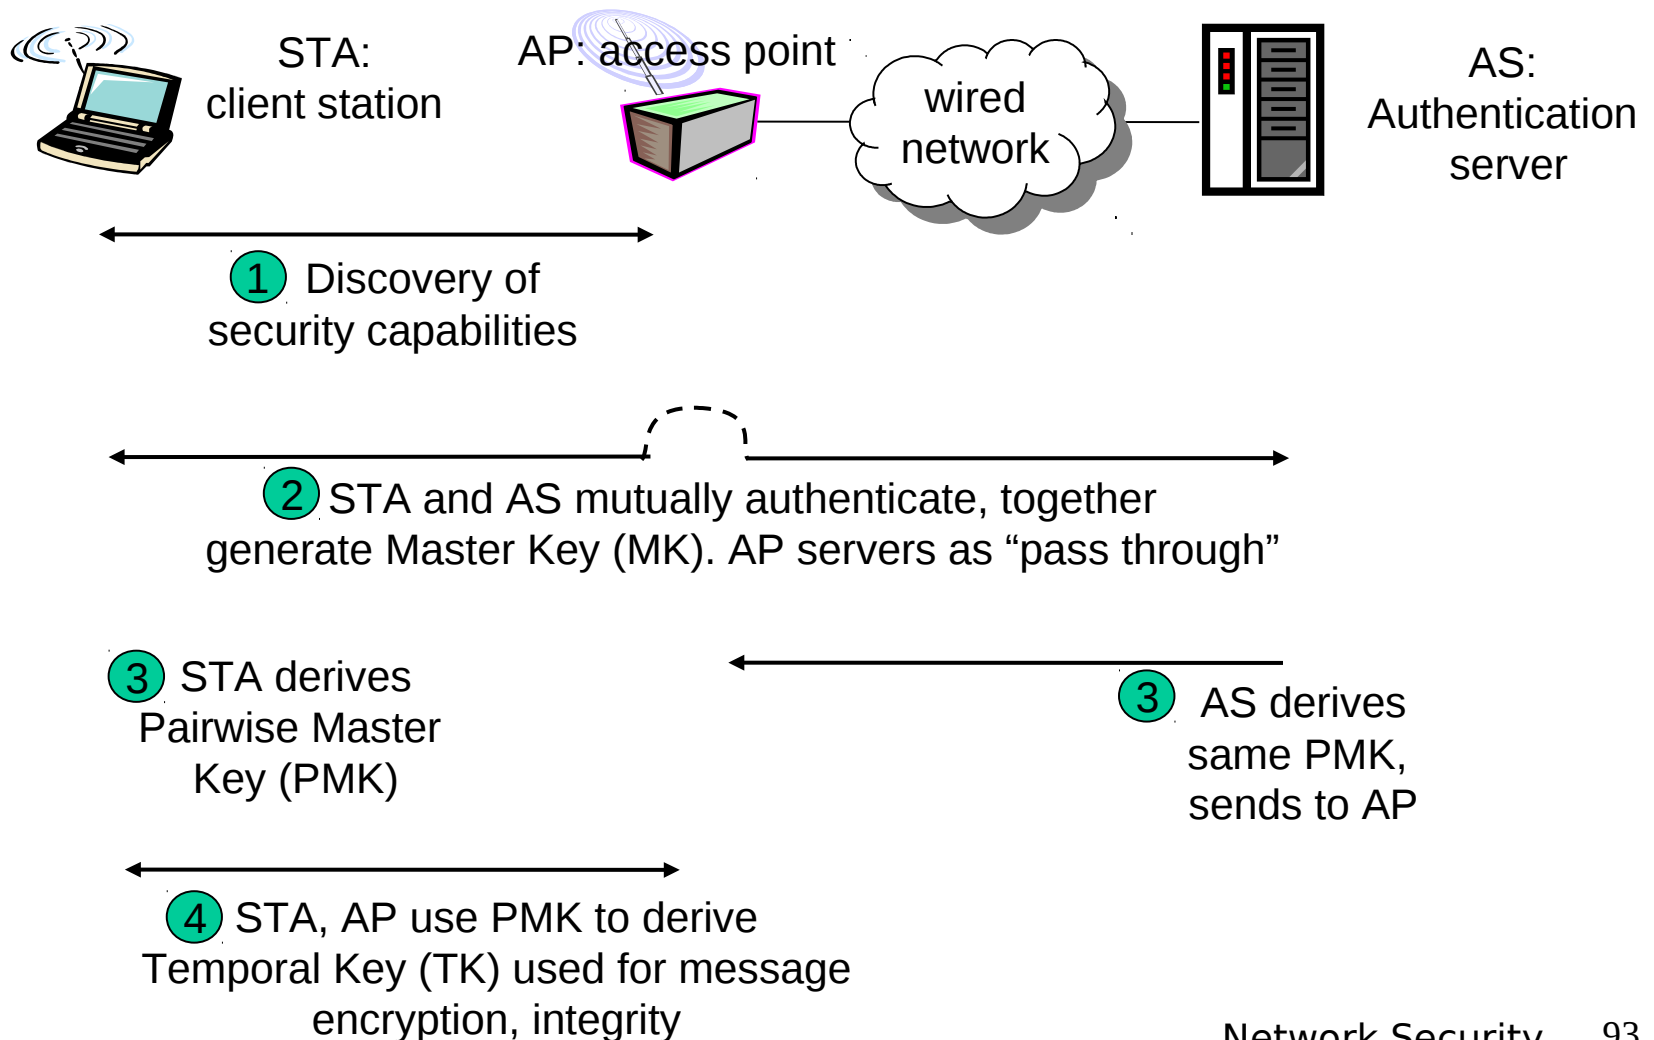 STA:
client station
AP: access point
wired
network
AS:
Authentication
server
1 Discovery of
security capabilities
2 STA and AS mutually authenticate, together
generate Master Key (MK). AP servers as “pass through”
3 STA derives
Pairwise Master
Key (PMK)
3 AS derives
same PMK,
sends to AP
4 STA, AP use PMK to derive
Temporal Key (TK) used for message
encryption, integrity
Network Security 93